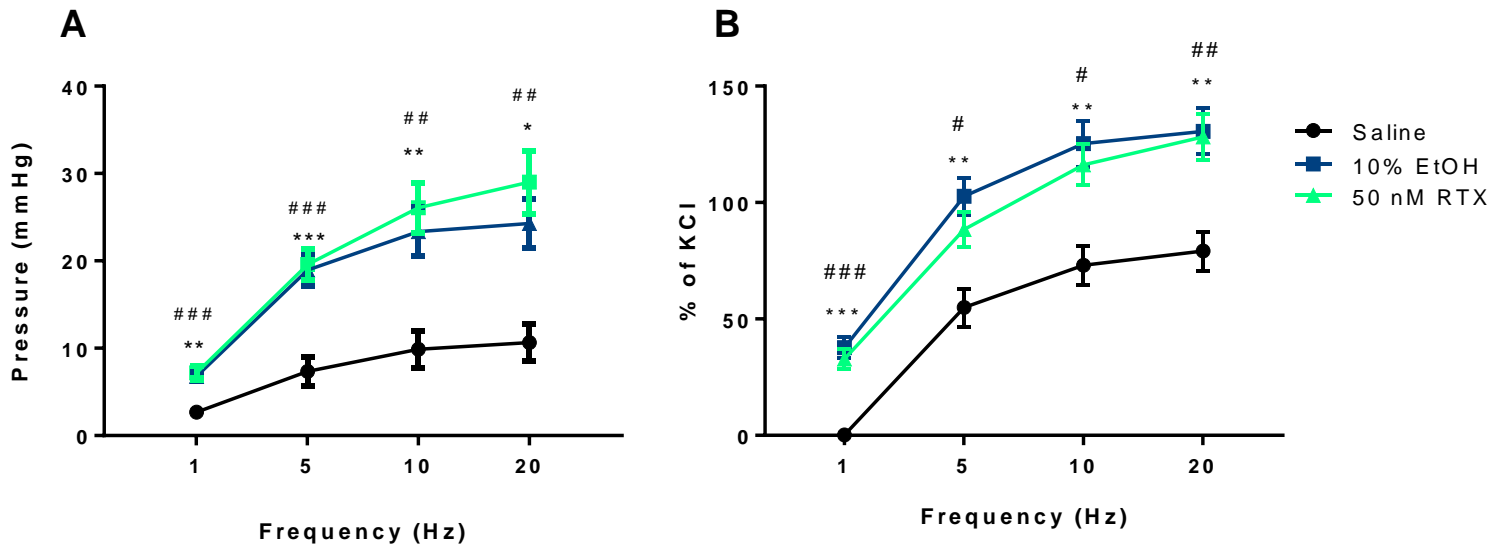 A
Pressure (mmHg)
40
30
20
10
0
###
**
###
***
##
**
##
*
1 5 10 20
Frequency (Hz)
B
% of KCl
150
100
50
0
###
***
#
**
#
**
##
**
1 5 10 20
Frequency (Hz)
Saline
10% EtOH
50 nM RTX